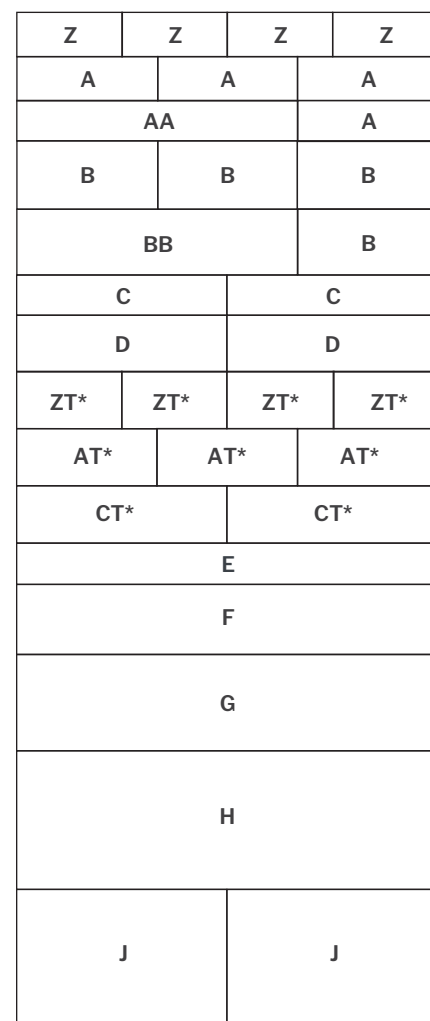 Z Z Z Z
A A A
AA A
B B B
BB B
C C
D D
ZT* ZT* ZT* ZT*
AT* AT* AT*
CT* CT*
E
F
G
H
J J